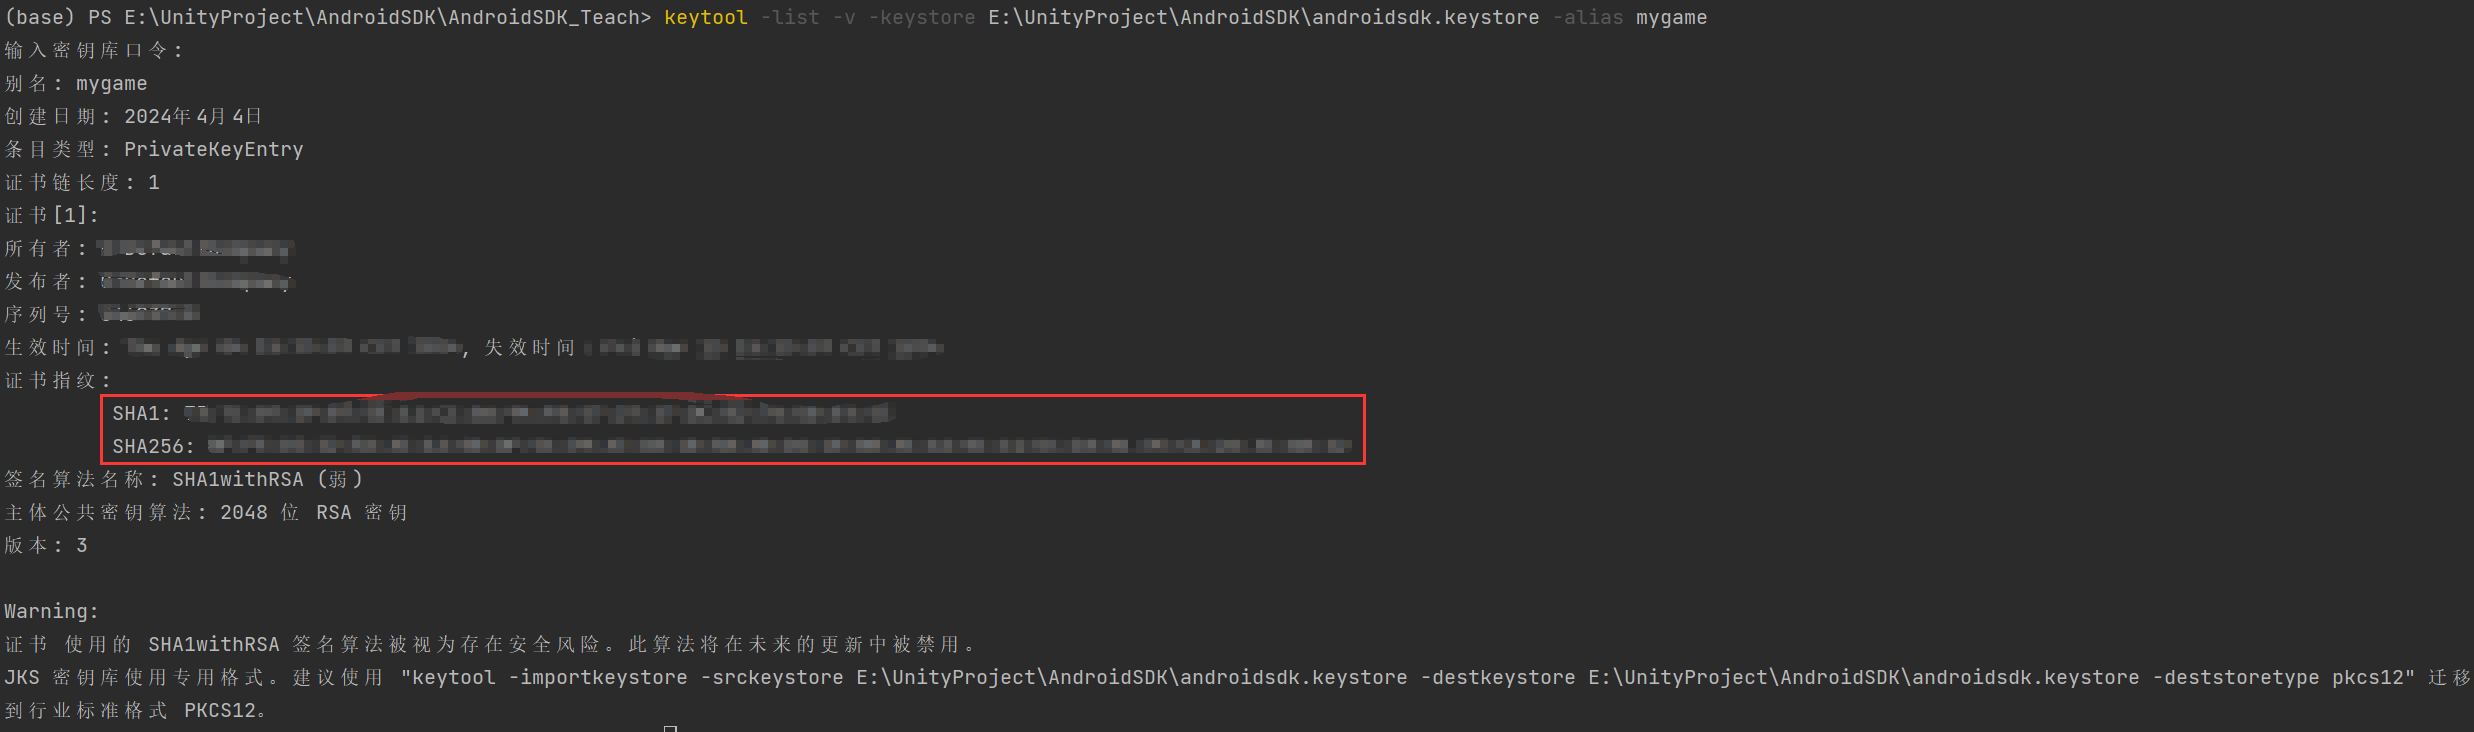 (base) PS E:\UnityProject\AndroidSDK\AndroidSDK_Teach> keytool -list -v -keystore E:\UnityProject\AndroidSDK\androidsdk.keystore -alias mygame
输入密钥库口令:
别名: mygame
创建日期: 2024年4月4日
条目类型: PrivateKeyEntry
证书链长度: 1
证书[1]:
所有者:
发布者:
序列号:
生效时间: , 失效时间
证书指纹:
SHA1:
SHA256:
签名算法名称: SHA1withRSA (弱)
主体公共密钥算法: 2048 位 RSA 密钥
版本: 3
Warning:
证书 使用的 SHA1withRSA 签名算法被视为存在安全风险。此算法将在未来的更新中被禁用。
JKS 密钥库使用专用格式。建议使用 "keytool -importkeystore -srckeystore E:\UnityProject\AndroidSDK\androidsdk.keystore -destkeystore E:\UnityProject\AndroidSDK\androidsdk.keystore -deststoretype pkcs12" 迁移
到行业标准格式 PKCS12。